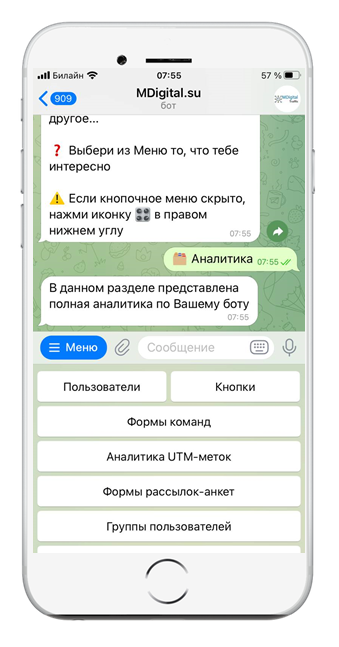 Билайн 07:55 57 %
909 MDigital.su
бот
другое...
❓ Выбери из Меню то, что тебе
интересно
⚠️ Если кнопочное меню скрыто,
нажми иконку 🎛 в правом
нижнем углу
07:55
Аналитика 07:55
В данном разделе представлена
полная аналитика по Вашему боту
07:55
Меню Сообщение
Пользователи Кнопки
Формы команд
Аналитика UTM-меток
Формы рассылок-анкет
Группы пользователей